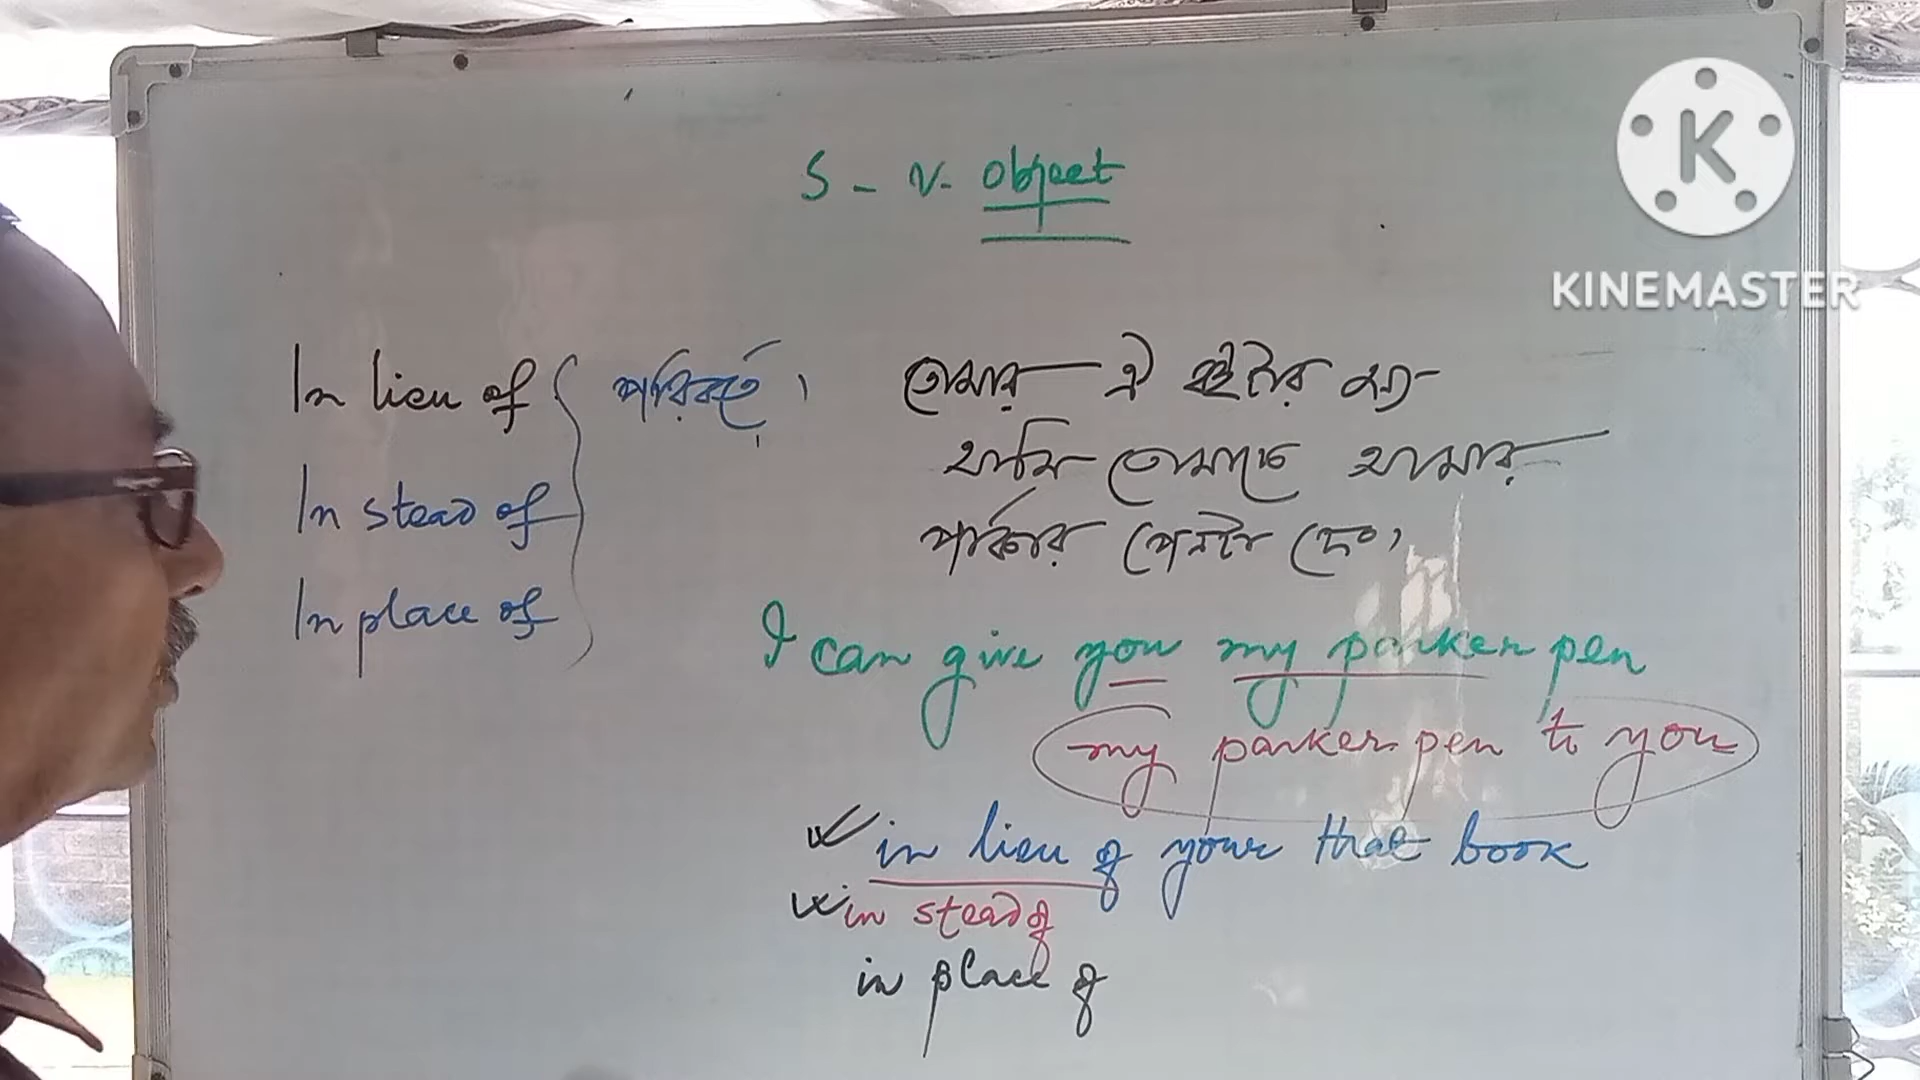 S - V - Object
In lieu of { পরিবর্তে ।
In stead of
In place of
তোমার ঐ বইটার জন্য
আমি তোমাকে আমার
পার্কার পেনটা দেব।
I can give you my parker pen
my parker pen to you
in lieu of your that book
in stead of
in place of
K
KINEMASTER